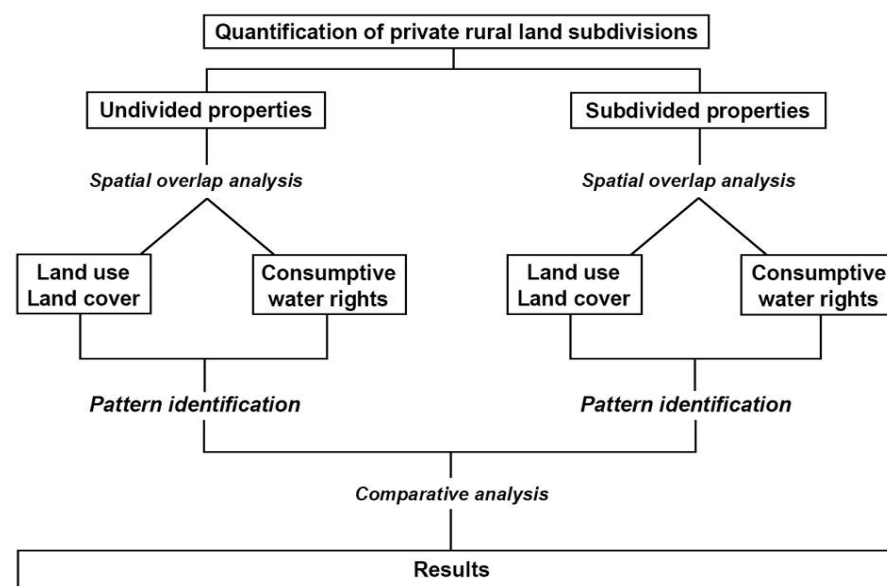 Quantification of private rural land subdivisions
Undivided properties
Subdivided properties
Spatial overlap analysis
Spatial overlap analysis
Land use
Land cover
Consumptive
water rights
Land use
Land cover
Consumptive
water rights
Pattern identification
Pattern identification
Comparative analysis
Results